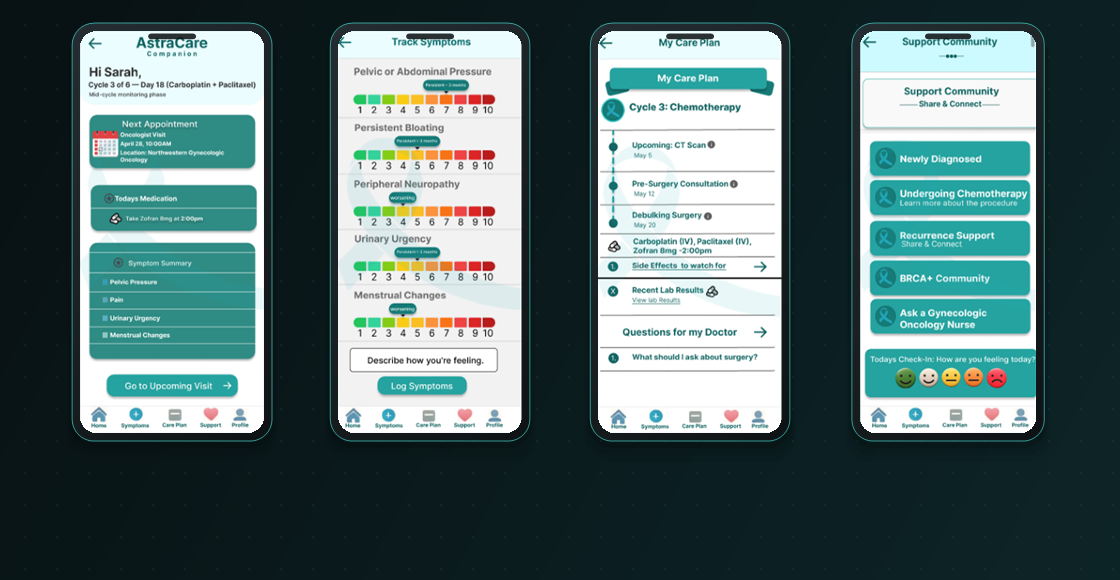 AstraCare
Companion
Hi Sarah,
Cycle 3 of 6 — Day 18 (Carboplatin + Paclitaxel)
Mid-cycle monitoring phase
Next Appointment
Oncologist Visit
April 28, 10:00AM
Location: Northwestern Gynecologic
Oncology
Todays Medication
Take Zofran 8mg at 2:00pm
Symptom Summary
Pelvic Pressure
Pain
Urinary Urgency
Menstrual Changes
Go to Upcoming Visit
Home Symptoms Care Plan Support Profile
Track Symptoms
Pelvic or Abdominal Pressure
Persistent - 3 months
1 2 3 4 5 6 7 8 9 10
Persistent Bloating
Persistent - 3 months
1 2 3 4 5 6 7 8 9 10
Peripheral Neuropathy
worsening
1 2 3 4 5 6 7 8 9 10
Urinary Urgency
Persistent - 3 months
1 2 3 4 5 6 7 8 9 10
Menstrual Changes
worsening
1 2 3 4 5 6 7 8 9 10
Describe how you're feeling.
Log Symptoms
Home Symptoms Care Plan Support Profile
My Care Plan
My Care Plan
Cycle 3: Chemotherapy
Upcoming: CT Scan
May 5
Pre-Surgery Consultation
May 12
Debulking Surgery
May 20
Carboplatin (IV), Paclitaxel (IV),
Zofran 8mg -2:00pm
1 Side Effects to watch for
X Recent Lab Results
View lab Results
Questions for my Doctor
1 What should I ask about surgery?
Home Symptoms Care Plan Support Profile
Support Community
Support Community
Share & Connect
Newly Diagnosed
Undergoing Chemotherapy
Learn more about the procedure
Recurrence Support
Share & Connect
BRCA+ Community
Ask a Gynecologic
Oncology Nurse
Todays Check-In: How are you feeling today?
Home Symptoms Care Plan Support Profile